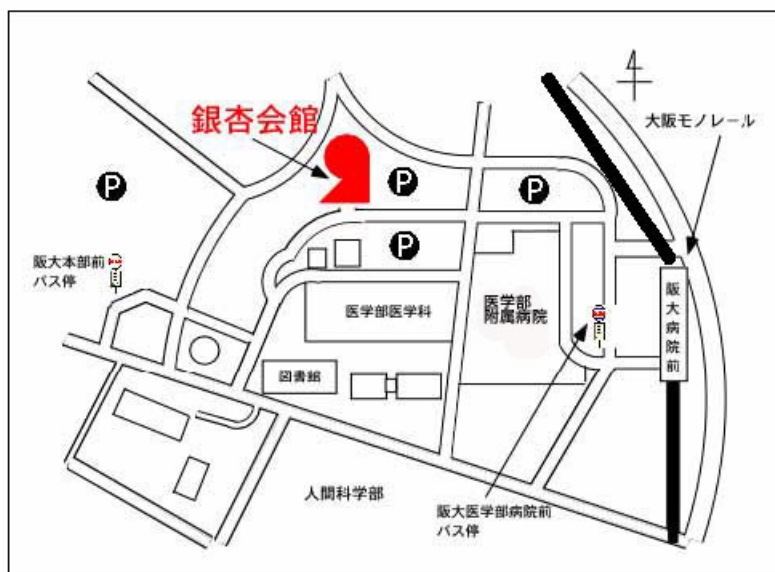 4
銀杏会館
大阪モノレール
P
P
P
P
阪大本部前
バス停
医学部医学科
医学部
附属病院
阪大病院前
図書館
人間科学部
阪大医学部病院前
バス停